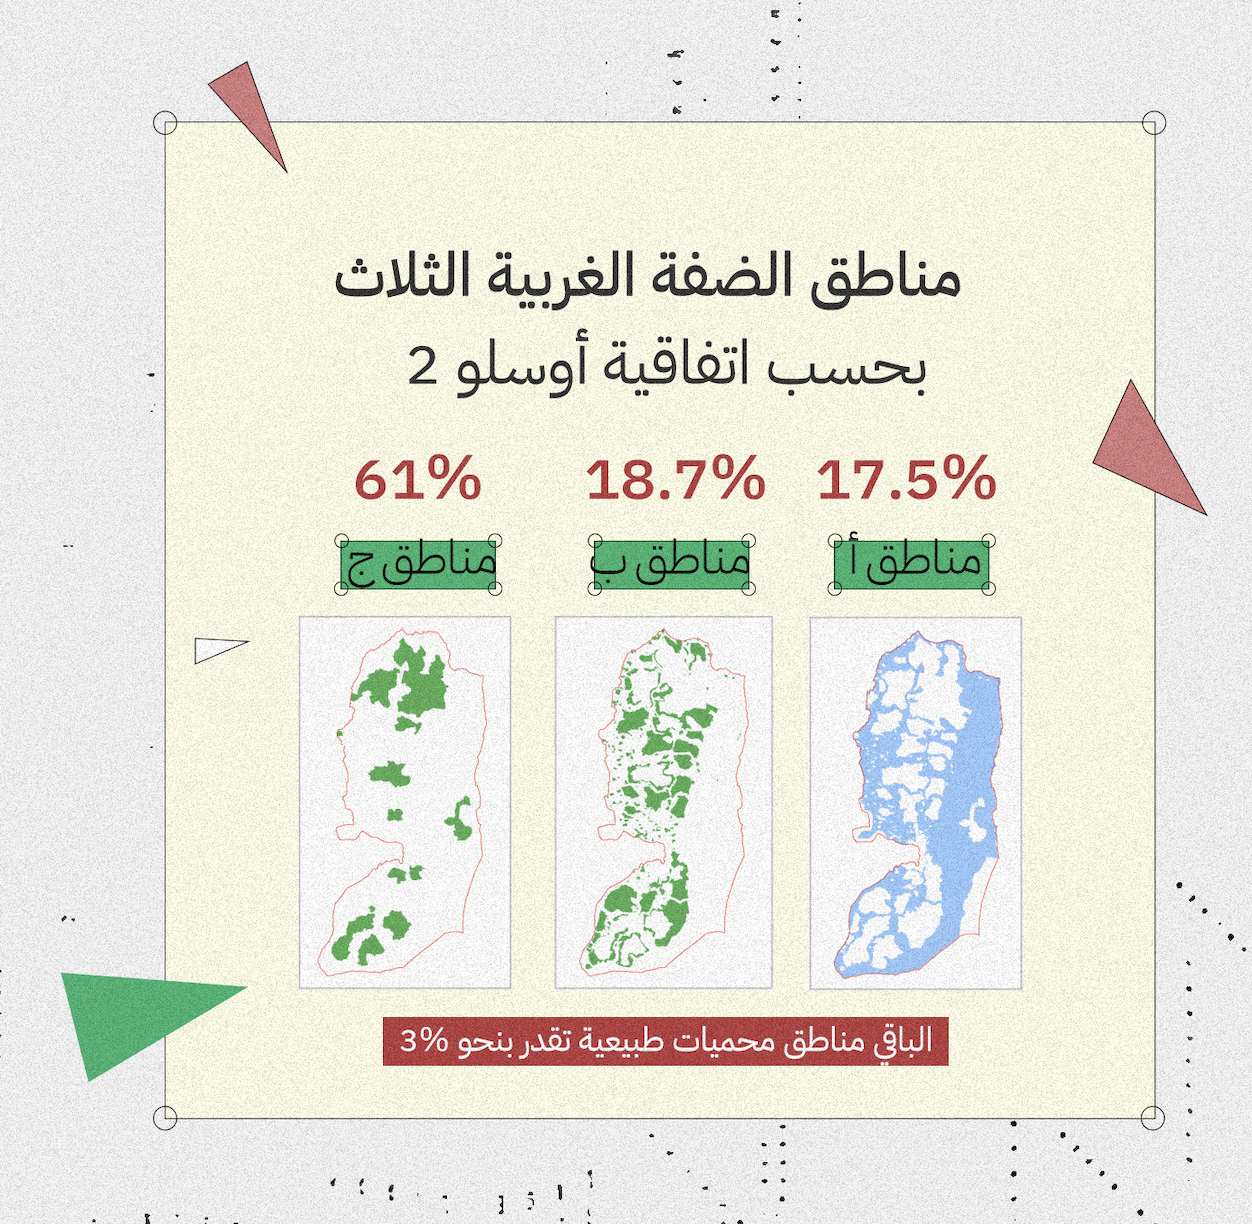 مناطق الضفة الغربية الثلاث
بحسب اتفاقية أوسلو 2
17.5% 18.7% 61%
مناطق أ مناطق ب مناطق ج
الباقي مناطق محميات طبيعية تقدر بنحو 3%